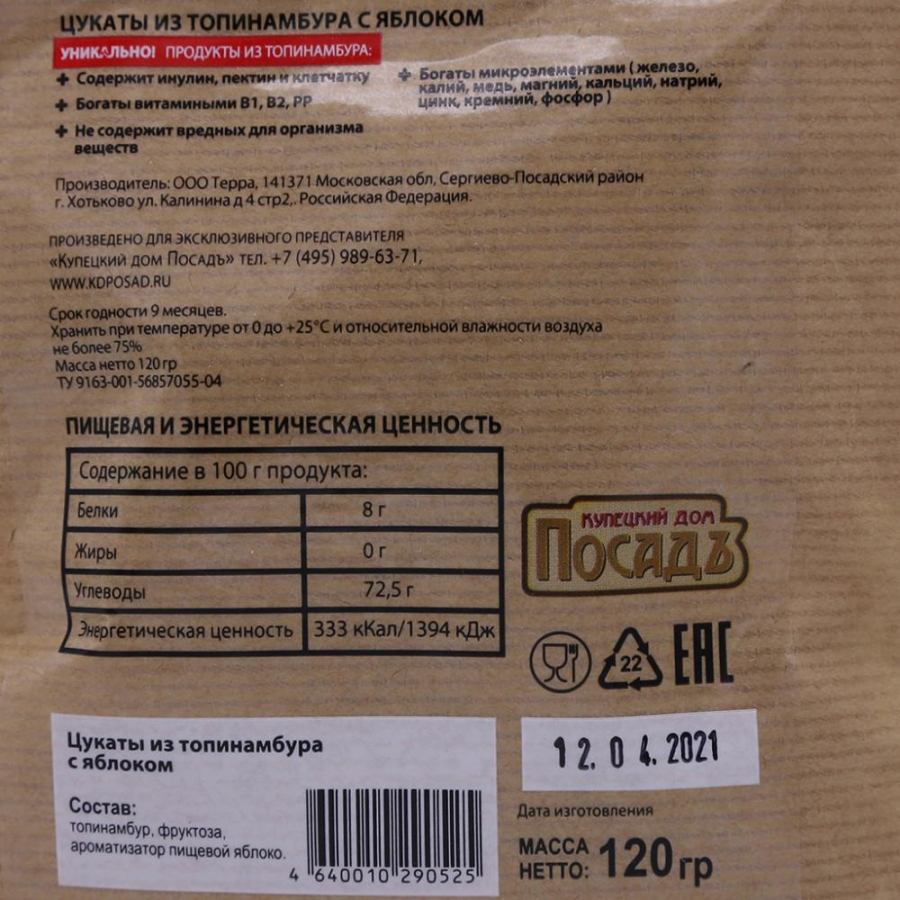 ЦУКАТЫ ИЗ ТОПИНАМБУРА С ЯБЛОКОМ
УНИКАЛЬНО! ПРОДУКТЫ ИЗ ТОПИНАМБУРА:
+ Содержит инулин, пектин и клетчатку
+ Богаты витамиными В1, В2, РР
+ Не содержит вредных для организма
веществ
+ Богаты микроэлементами ( железо,
калий, медь, магний, кальций, натрий,
цинк, кремний, фосфор )
Производитель: ООО Терра, 141371 Московская обл, Сергиево-Посадский район
г. Хотьково ул. Калинина д 4 стр2,. Российская Федерация.
ПРОИЗВЕДЕНО ДЛЯ ЭКСКЛЮЗИВНОГО ПРЕДСТАВИТЕЛЯ
«КУПЕЦКИЙ ДОМ ПОСАДЪ» ТЕЛ. +7 (495) 989-63-71,
WWW.KDPOSAD.RU
Срок годности 9 месяцев.
Хранить при температуре от 0 до +25°С и относительной влажности воздуха
не более 75%
Масса нетто 120 гр
ТУ 9163-001-56857055-04
ПИЩЕВАЯ И ЭНЕРГЕТИЧЕСКАЯ ЦЕННОСТЬ
Содержание в 100 г продукта:
Белки 8 г
Жиры 0 г
Углеводы 72,5 г
Энергетическая ценность 333 кКал/1394 кДж
КУПЕЦКИЙ ДОМ
ПОСАДЪ
22
EAC
Цукаты из топинамбура
с яблоком
Состав:
топинамбур, фруктоза,
ароматизатор пищевой яблоко.
4 640010 290525
12.04.2021
Дата изготовления
МАССА
НЕТТО: 120 гр